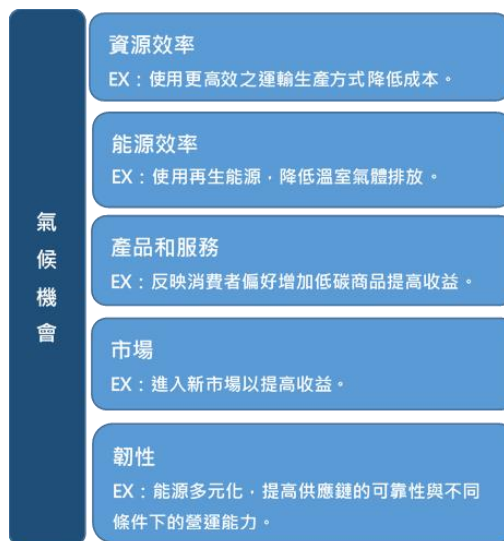 氣候機會
資源效率
EX：使用更高效之運輸生產方式降低成本。
能源效率
EX：使用再生能源，降低溫室氣體排放。
產品和服務
EX：反映消費者偏好增加低碳商品提高收益。
市場
EX：進入新市場以提高收益。
韌性
EX：能源多元化，提高供應鏈的可靠性與不同
條件下的營運能力。